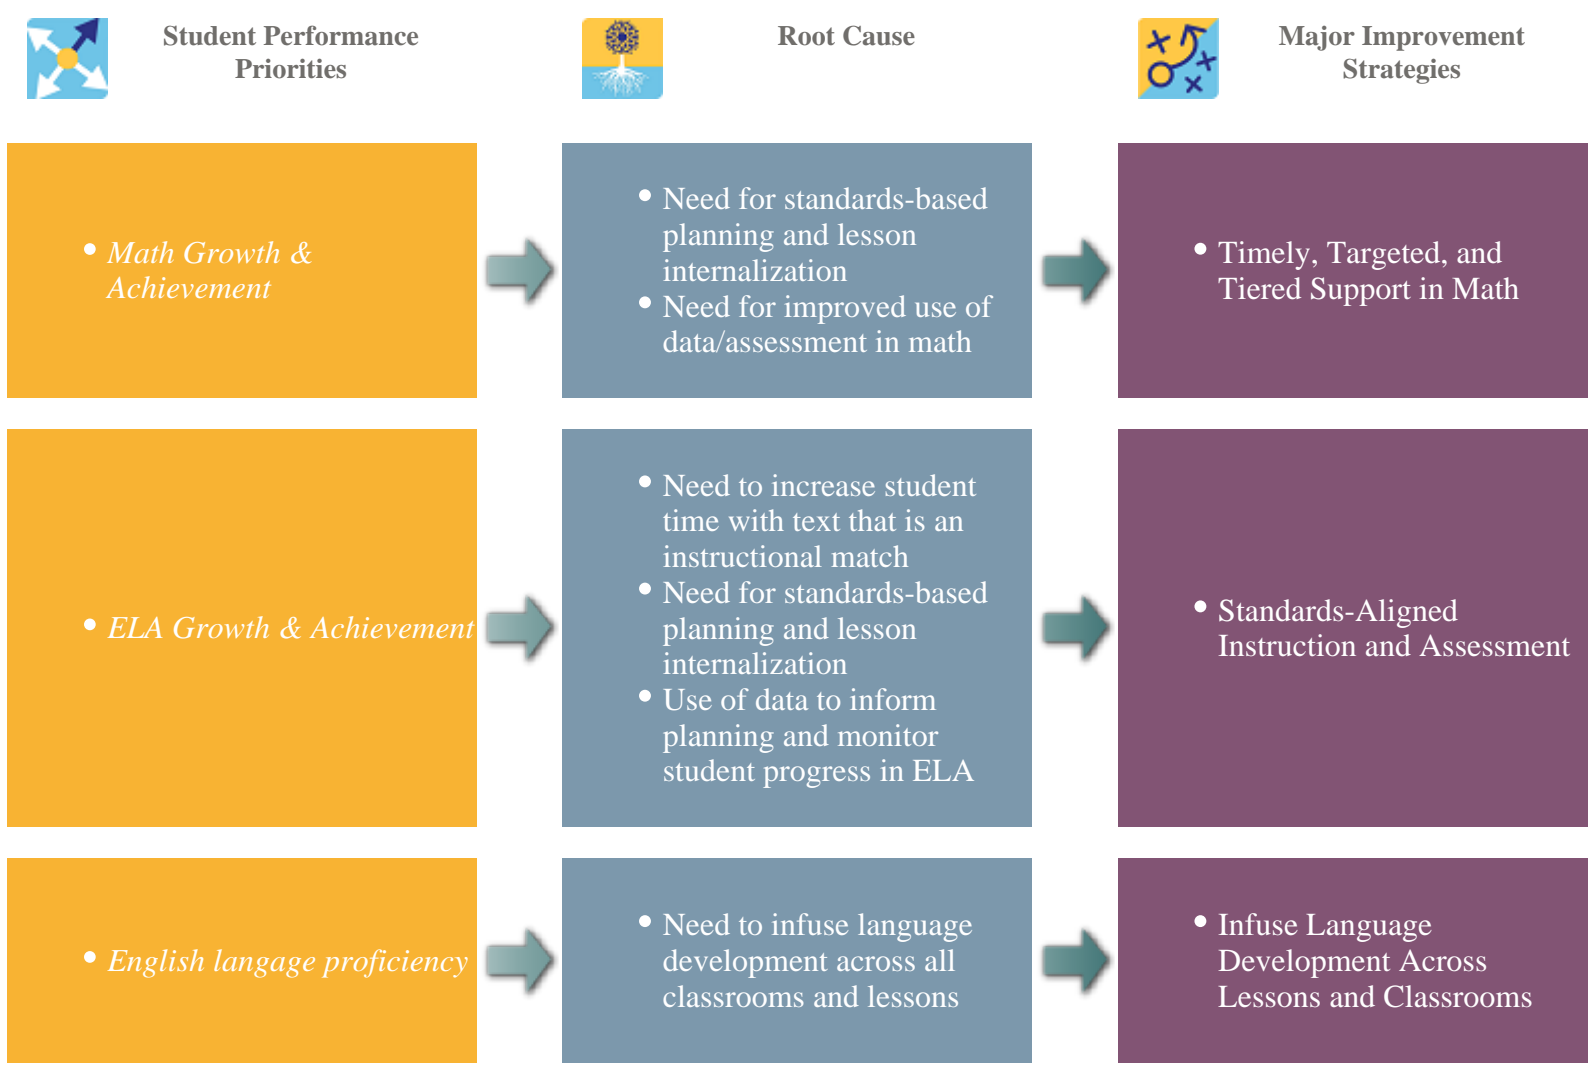 Student Performance
Priorities
Root Cause
Major Improvement
Strategies
• Math Growth &
Achievement
• Need for standards-based
planning and lesson
internalization
• Need for improved use of
data/assessment in math
• Timely, Targeted, and
Tiered Support in Math
• ELA Growth & Achievement
• Need to increase student
time with text that is an
instructional match
• Need for standards-based
planning and lesson
internalization
• Use of data to inform
planning and monitor
student progress in ELA
• Standards-Aligned
Instruction and Assessment
• English langage proficiency
• Need to infuse language
development across all
classrooms and lessons
• Infuse Language
Development Across
Lessons and Classrooms